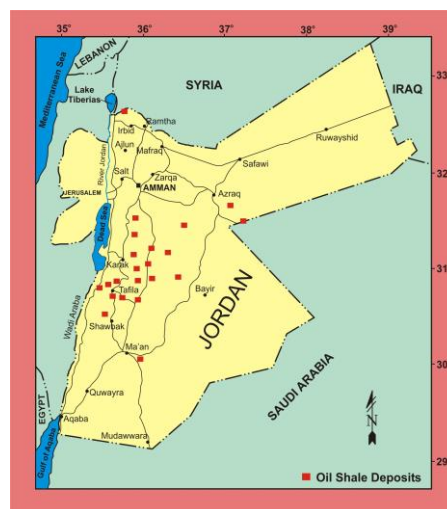 35°
36°
37°
38°
39°
LEBANON
Mediterranean Sea
SYRIA
IRAQ
33
Lake
Tiberias
Ramtha
Irbid
Ruwayshid
Ajlun
Mafraq
Safawi
32
River Jordan
Salt
Zarqa
AMMAN
JERUSALEM
Azraq
Dead Sea
Karak
31
Tafila
Bayir
Wadi Araba
JORDAN
Shawbak
Ma'an
30
SAUDI ARABIA
EGYPT
Quwayra
N
Aqaba
Gulf of Aqaba
Mudawwara
29
Oil Shale Deposits